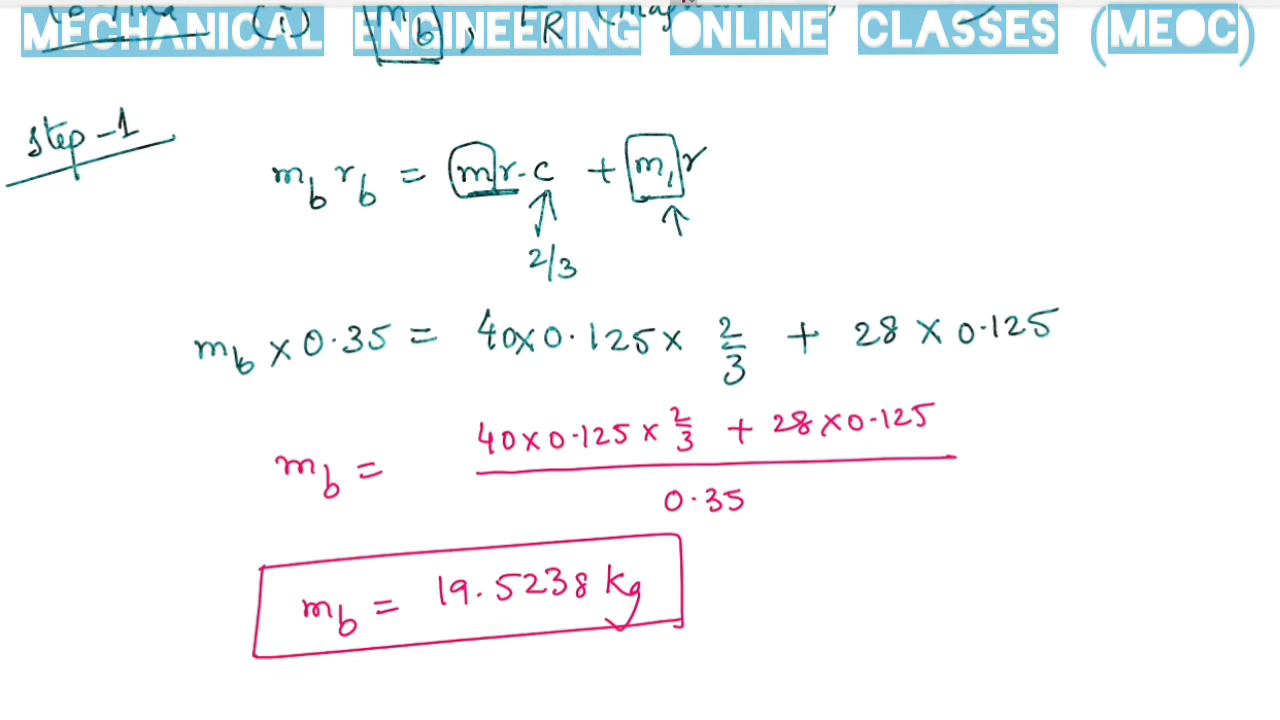 (i) m_b, F_R
MECHANICAL ENGINEERING ONLINE CLASSES (MEOC)
Step-1
m_b r_b = m r . c + m_1 r
2/3
m_b × 0.35 = 40 × 0.125 × 2/3 + 28 × 0.125
m_b = (40 × 0.125 × 2/3 + 28 × 0.125) / 0.35
m_b = 19.5238 kg